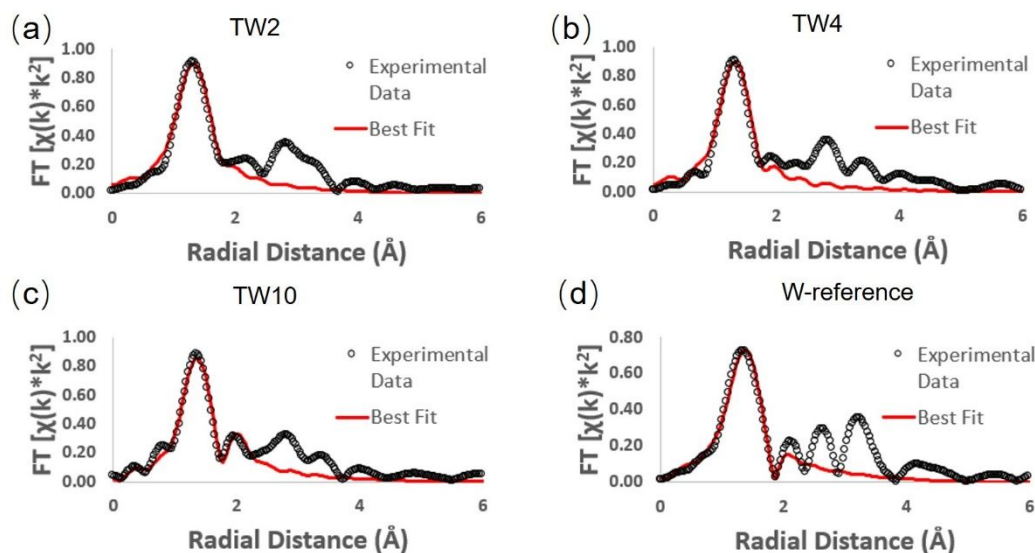 (a)
TW2
1.00
0.80
0.60
0.40
0.20
0.00
FT [χ(k)*k²]
Experimental
Data
Best Fit
0 2 4 6
Radial Distance (Å)
(b)
TW4
1.00
0.80
0.60
0.40
0.20
0.00
FT [χ(k)*k²]
Experimental
Data
Best Fit
0 2 4 6
Radial Distance (Å)
(c)
TW10
1.00
0.80
0.60
0.40
0.20
0.00
FT [χ(k)*k²]
Experimental
Data
Best Fit
0 2 4 6
Radial Distance (Å)
(d)
W-reference
0.80
0.60
0.40
0.20
0.00
FT [χ(k)*k²]
Experimental
Data
Best Fit
0 2 4 6
Radial Distance (Å)